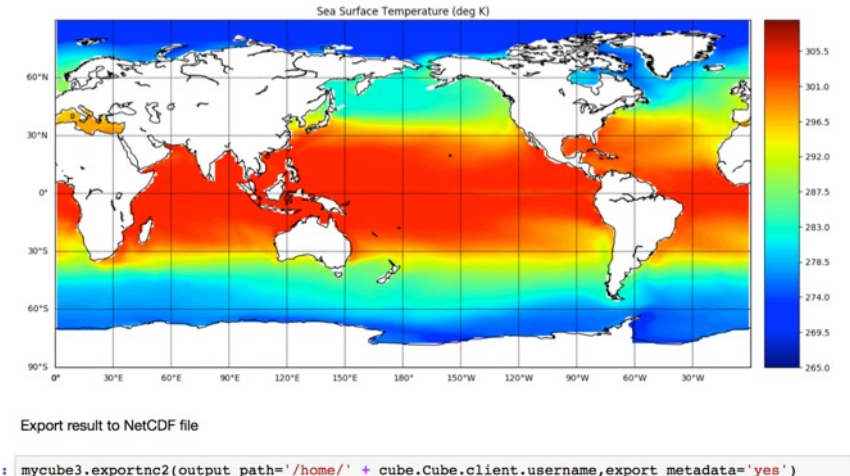 Sea Surface Temperature (deg K)
305.5
60°N
301.0
296.5
30°N
292.0
0°
287.5
283.0
30°S
278.5
274.0
60°S
269.5
90°S
265.0
0° 30°E 60°E 90°E 120°E 150°E 180° 150°W 120°W 90°W 60°W 30°W
Export result to NetCDF file
: mycube3.exportnc2(output_path='/home/' + cube.Cube.client.username,export_metadata='yes')